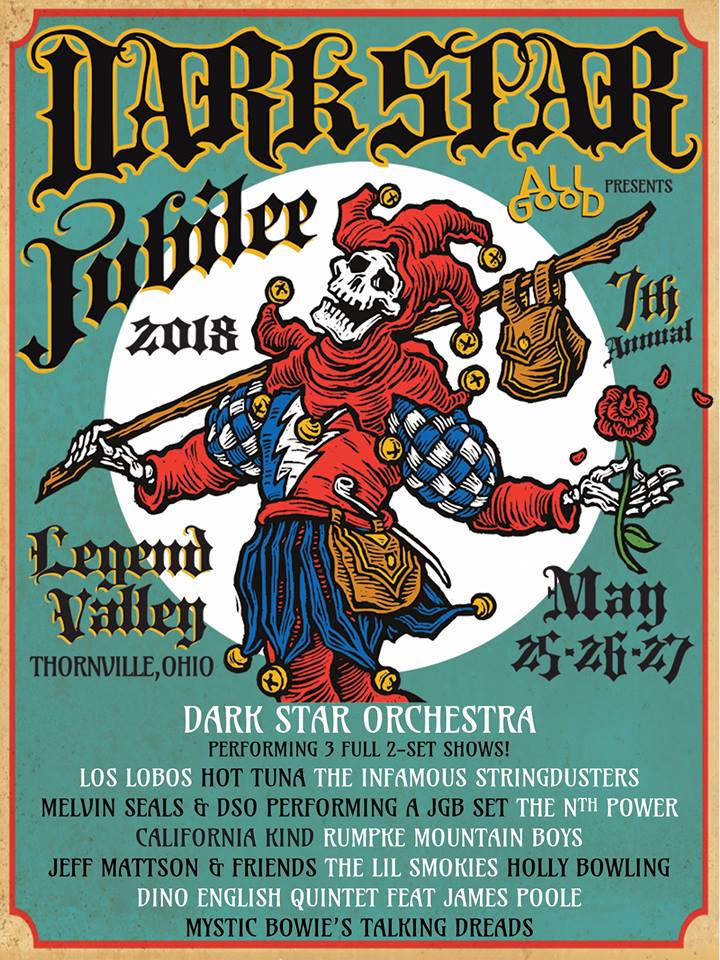 DARK STAR
Jubilee
ALL GOOD PRESENTS
2018
7th
Annual
Legend
Valley
THORNVILLE, OHIO
May
25-26-27
DARK STAR ORCHESTRA
PERFORMING 3 FULL 2-SET SHOWS!
LOS LOBOS HOT TUNA THE INFAMOUS STRINGDUSTERS
MELVIN SEALS & DSO PERFORMING A JGB SET THE NTH POWER
CALIFORNIA KIND RUMPKE MOUNTAIN BOYS
JEFF MATTSON & FRIENDS THE LIL SMOKIES HOLLY BOWLING
DINO ENGLISH QUINTET FEAT JAMES POOLE
MYSTIC BOWIE'S TALKING DREADS